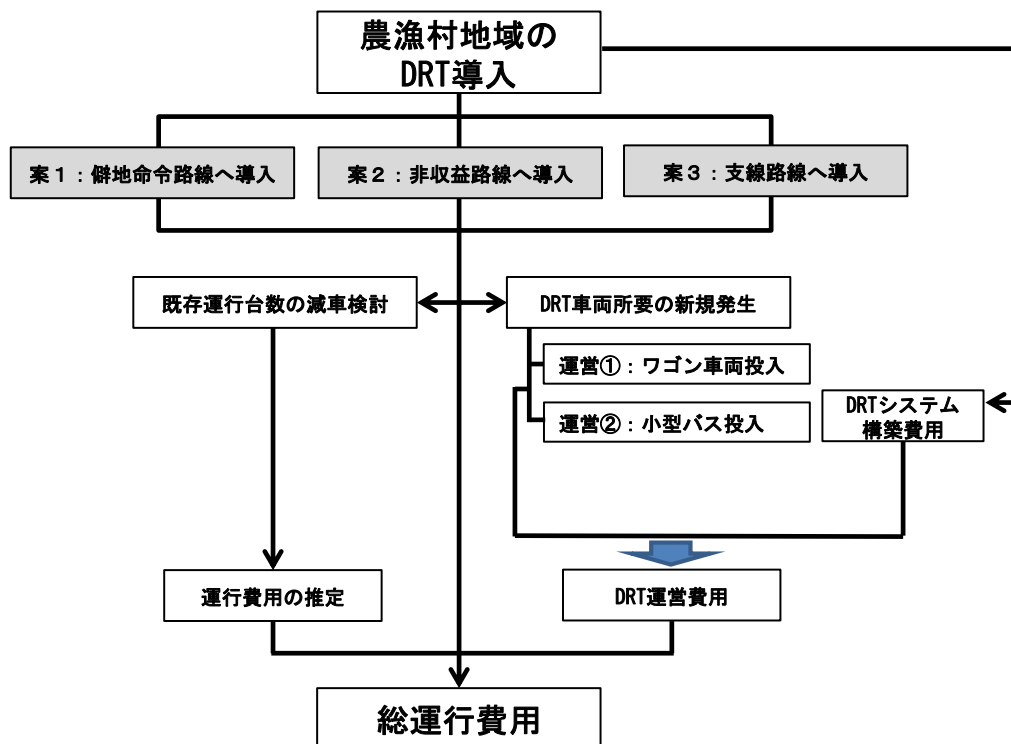 農漁村地域の
DRT導入
案１：僻地命令路線へ導入
案２：非収益路線へ導入
案３：支線路線へ導入
既存運行台数の減車検討
DRT車両所要の新規発生
運営①：ワゴン車両投入
運営②：小型バス投入
DRTシステム
構築費用
運行費用の推定
DRT運営費用
総運行費用